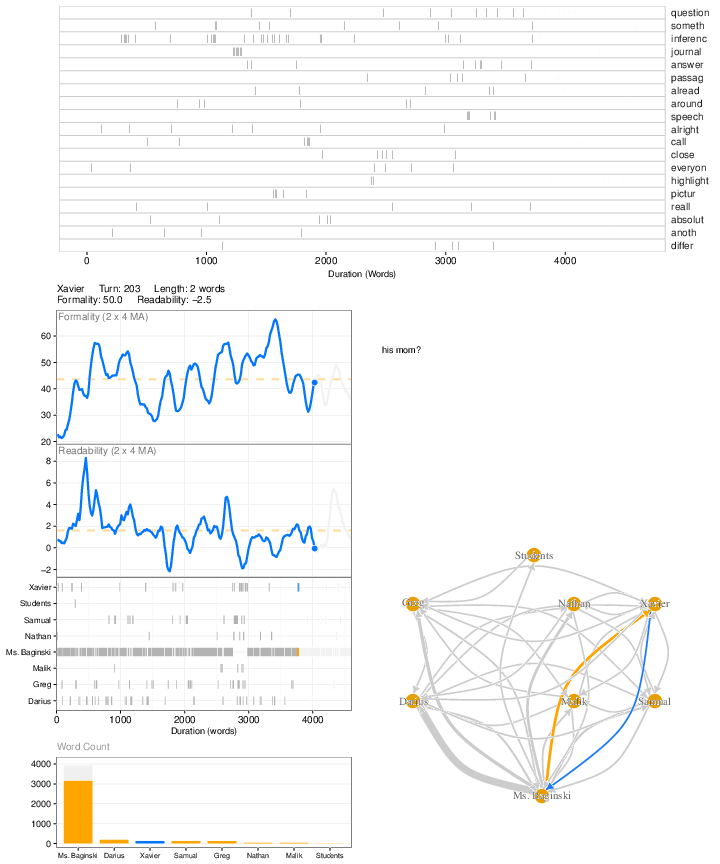 question
someth
inferenc
journal
answer
passag
alread
around
speech
alright
call
close
everyon
highlight
pictur
reall
absolut
anoth
differ
0 1000 2000 3000 4000
Duration (Words)
Xavier Turn: 203 Length: 2 words
Formality: 50.0 Readability: −2.5
Formality (2 x 4 MA)
60
50
40
30
20
his mom?
Readability (2 x 4 MA)
8
6
4
2
0
−2
Xavier
Students
Samual
Nathan
Ms. Baginski
Malik
Greg
Darius
0 1000 2000 3000 4000
Duration (words)
Students
Greg Nathan Xavier
Darius Malik Samual
Ms. Baginski
Word Count
4000
3000
2000
1000
0
Ms. Baginski Darius Xavier Samual Greg Nathan Malik Students